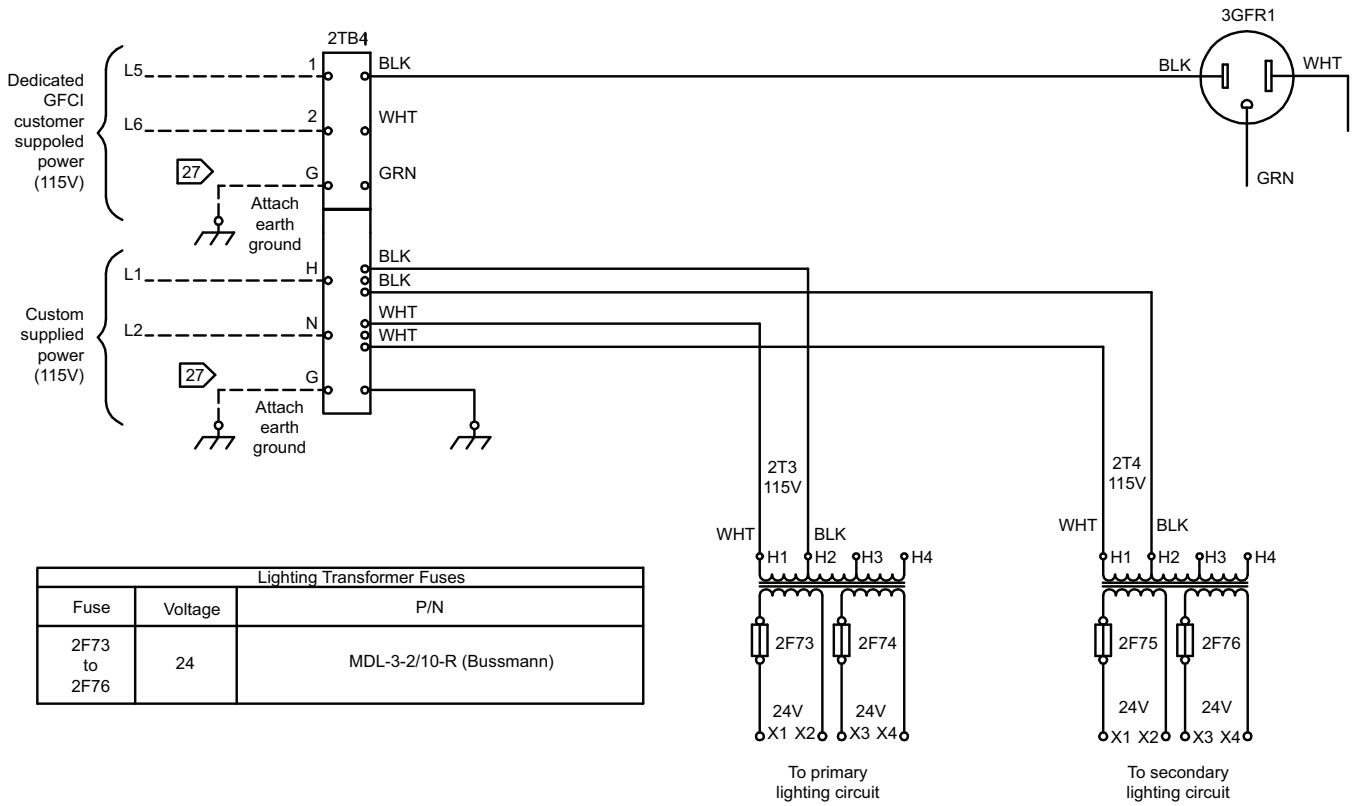 3GFR1
2TB4
Dedicated
GFCI
customer
suppoled
power
(115V)
L5
1
BLK
BLK
WHT
L6
2
WHT
27
G
GRN
GRN
Attach
earth
ground
Custom
supplied
power
(115V)
L1
H
BLK
BLK
L2
N
WHT
WHT
27
G
Attach
earth
ground
2T3
115V
WHT
BLK
H1
H2
H3
H4
2F73
2F74
24V
24V
X1
X2
X3
X4
To primary
lighting circuit
2T4
115V
WHT
BLK
H1
H2
H3
H4
2F75
2F76
24V
24V
X1
X2
X3
X4
To secondary
lighting circuit
Lighting Transformer Fuses
Fuse
Voltage
P/N
2F73
to
2F76
24
MDL-3-2/10-R (Bussmann)